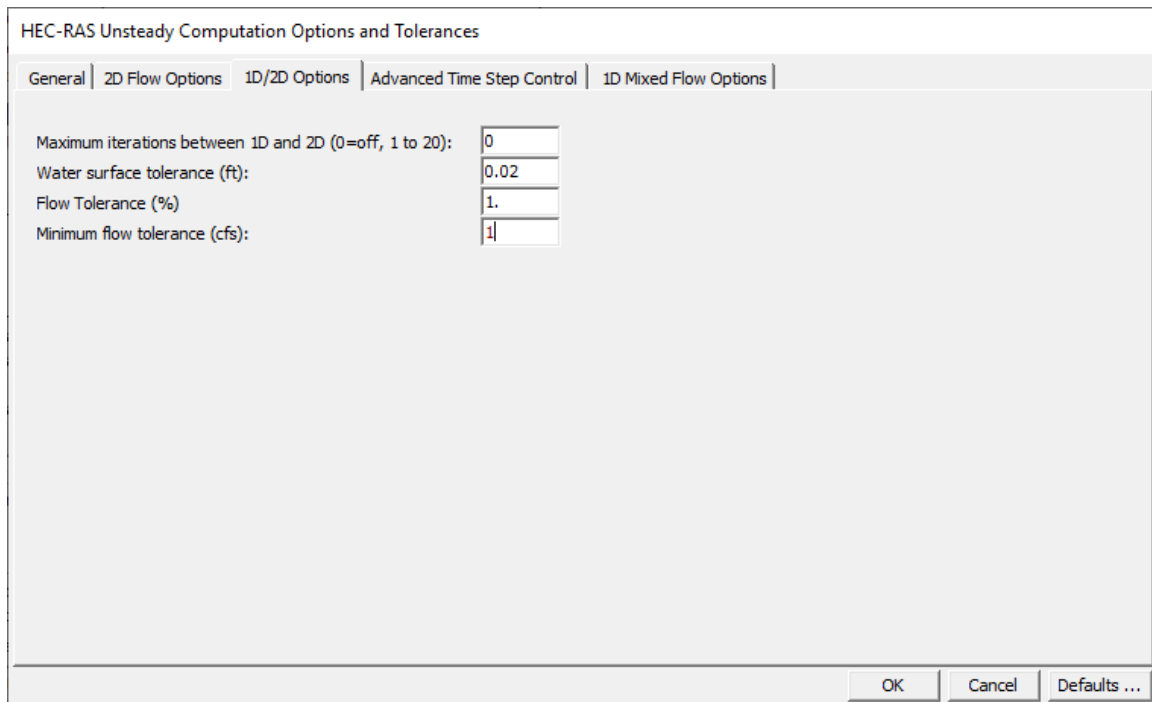 HEC-RAS Unsteady Computation Options and Tolerances
General 2D Flow Options 1D/2D Options Advanced Time Step Control 1D Mixed Flow Options
Maximum iterations between 1D and 2D (0=off, 1 to 20): 0
Water surface tolerance (ft): 0.02
Flow Tolerance (%) 1.
Minimum flow tolerance (cfs): 1
OK Cancel Defaults ...